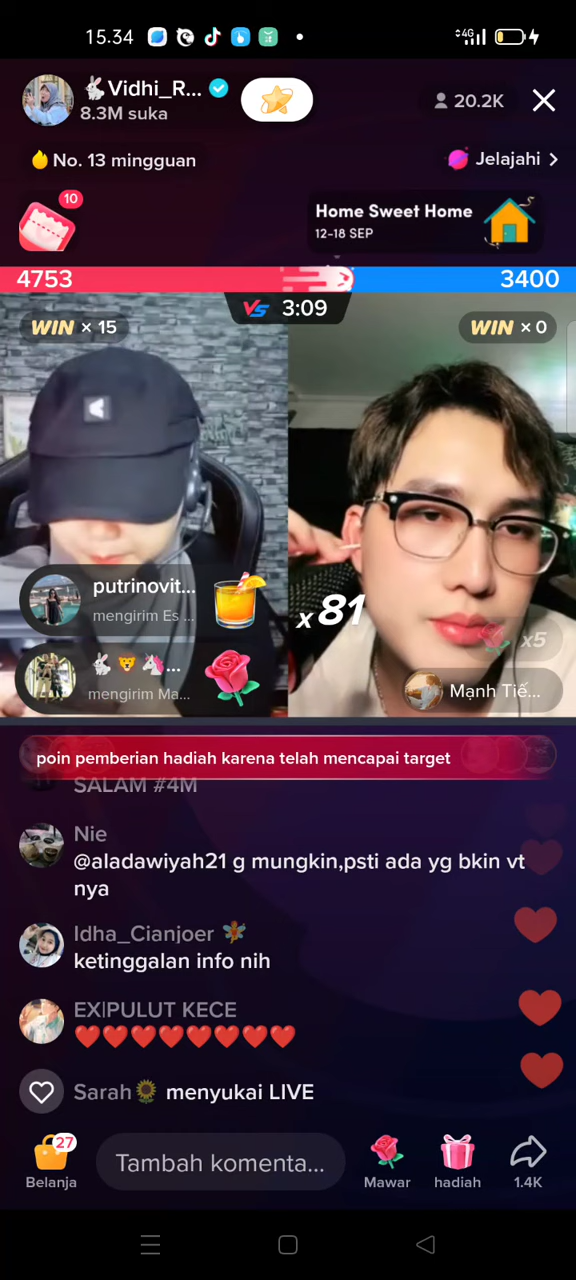 15.34
4G
Vidhi_R...
8.3M suka
20.2K
No. 13 mingguan
Jelajahi
10
Home Sweet Home
12-18 SEP
4753
3400
VS 3:09
WIN × 15
WIN × 0
putrinovit...
mengirim Es ...
x81
x5
🐇 🦁 🦄...
mengirim Ma...
Mạnh Tiế...
poin pemberian hadiah karena telah mencapai target
SALAM #4M
Nie
@aladawiyah21 g mungkin,psti ada yg bkin vt
nya
Idha_Cianjoer 🧚
ketinggalan info nih
EX|PULUT KECE
❤️❤️❤️❤️❤️❤️❤️❤️
Sarah🌻 menyukai LIVE
27
Tambah komenta...
Belanja
Mawar
hadiah
1.4K